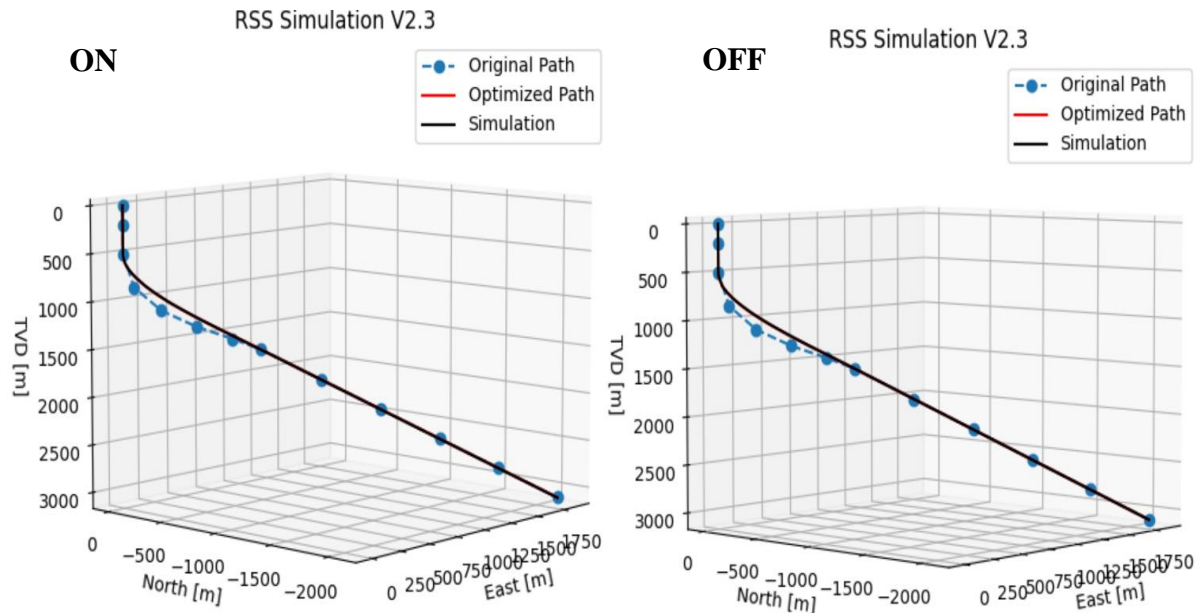 RSS Simulation V2.3
ON
Original Path
Optimized Path
Simulation
0
500
1000
1500
2000
2500
3000
TVD [m]
0
−500
−1000
−1500
−2000
North [m]
0
250
500
750
1000
1250
1500
1750
East [m]
RSS Simulation V2.3
OFF
Original Path
Optimized Path
Simulation
0
500
1000
1500
2000
2500
3000
TVD [m]
0
−500
−1000
−1500
−2000
North [m]
0
250
500
750
1000
1250
1500
1750
East [m]